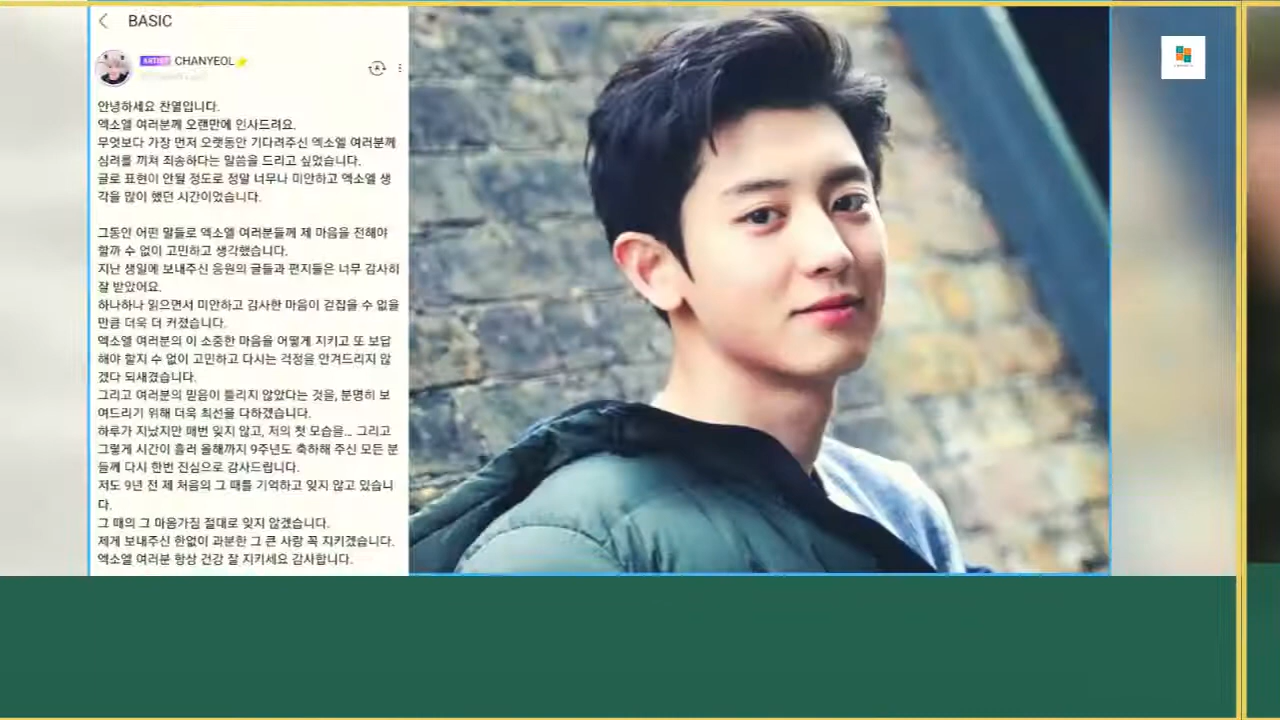 BASIC
ARTIST CHANYEOL
안녕하세요 찬열입니다.
엑소엘 여러분께 오랜만에 인사드려요.
무엇보다 가장 먼저 오랫동안 기다려주신 엑소엘 여러분께
심려를 끼쳐 죄송하다는 말씀을 드리고 싶었습니다.
글로 표현이 안될 정도로 정말 너무나 미안하고 엑소엘 생
각을 많이 했던 시간이었습니다.
그동안 어떤 말들로 엑소엘 여러분들께 제 마음을 전해야
할까 수 없이 고민하고 생각했습니다.
지난 생일에 보내주신 응원의 글들과 편지들은 너무 감사히
잘 받았어요.
하나하나 읽으면서 미안하고 감사한 마음이 걷잡을 수 없을
만큼 더욱 더 커졌습니다.
엑소엘 여러분의 이 소중한 마음을 어떻게 지키고 또 보답
해야 할지 수 없이 고민하고 다시는 걱정을 안겨드리지 않
겠다 되새겼습니다.
그리고 여러분의 믿음이 틀리지 않았다는 것을, 분명히 보
여드리기 위해 더욱 최선을 다하겠습니다.
하루가 지났지만 매번 잊지 않고, 저의 첫 모습을... 그리고
그렇게 시간이 흘러 올해까지 9주년도 축하해 주신 모든 분
들께 다시 한번 진심으로 감사드립니다.
저도 9년 전 제 처음의 그 때를 기억하고 잊지 않고 있습니
다.
그 때의 그 마음가짐 절대로 잊지 않겠습니다.
제게 보내주신 한없이 과분한 그 큰 사랑 꼭 지키겠습니다.
엑소엘 여러분 항상 건강 잘 지키세요 감사합니다.